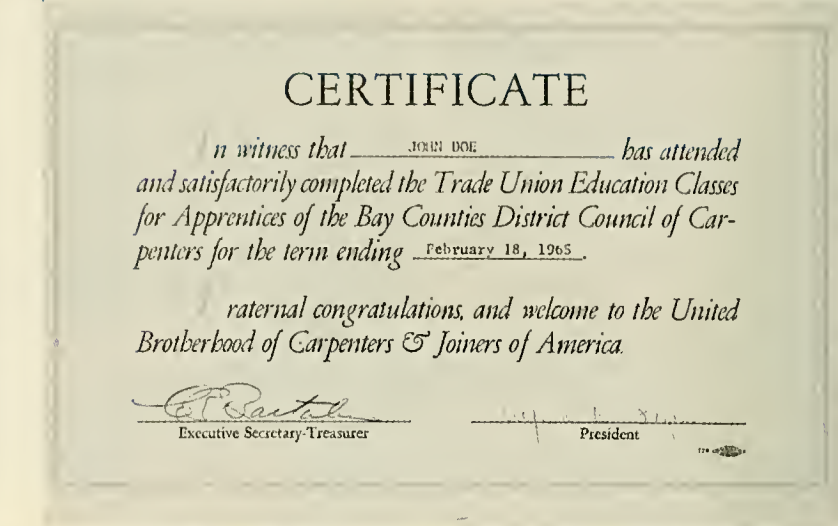 CERTIFICATE
In witness that JOHN DOE has attended
and satisfactorily completed the Trade Union Education Classes
for Apprentices of the Bay Counties District Council of Car-
penters for the term ending February 18, 1965.
Fraternal congratulations, and welcome to the United
Brotherhood of Carpenters & Joiners of America.
Executive Secretary-Treasurer
President